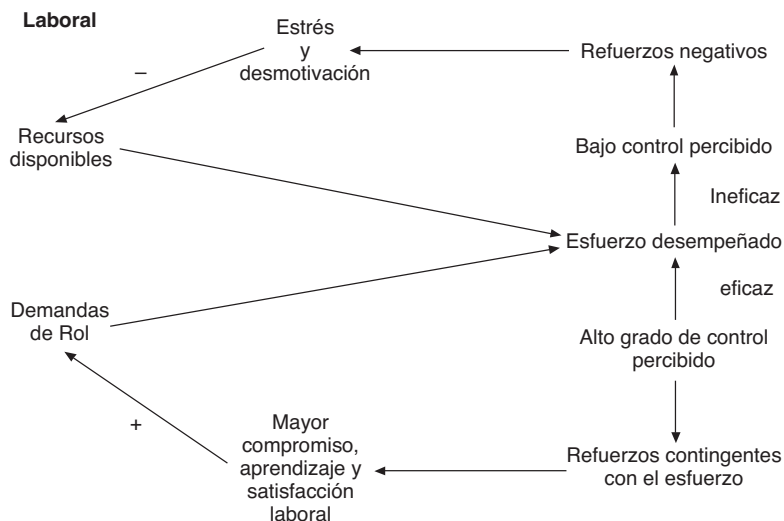 Laboral
Estrés
y
desmotivación
Refuerzos negativos
–
Recursos
disponibles
Bajo control percibido
Ineficaz
Esfuerzo desempeñado
eficaz
Demandas
de Rol
Alto grado de control
percibido
+
Mayor
compromiso,
aprendizaje y
satisfacción
laboral
Refuerzos contingentes
con el esfuerzo